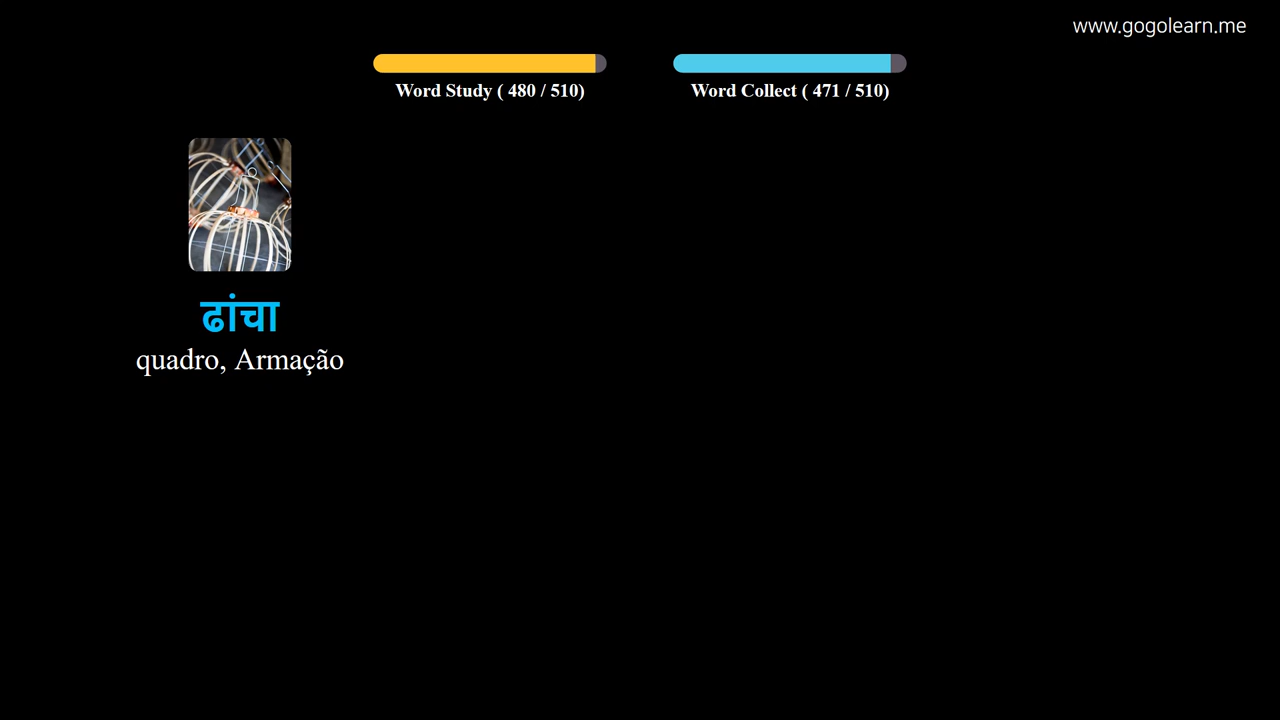 www.gogolearn.me
Word Study ( 480 / 510)
Word Collect ( 471 / 510)
ढांचा
quadro, Armação